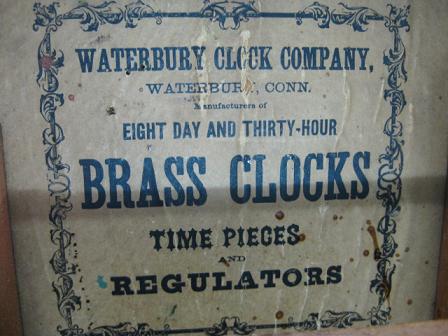 WATERBURY CLOCK COMPANY,
WATERBURY, CONN.
Manufacturers of
EIGHT DAY AND THIRTY-HOUR
BRASS CLOCKS
TIME PIECES
AND
REGULATORS